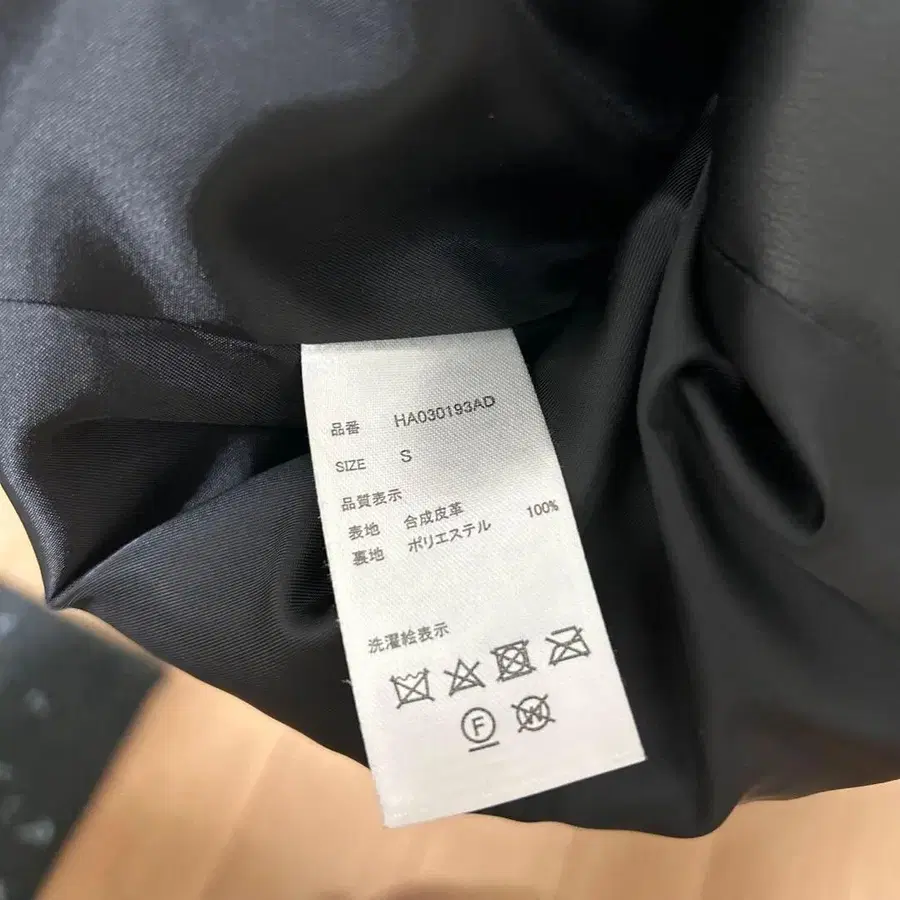 品番 HA030193AD
SIZE S
品質表示
表地 合成皮革
裏地 ポリエステル 100%
洗濯絵表示
F W